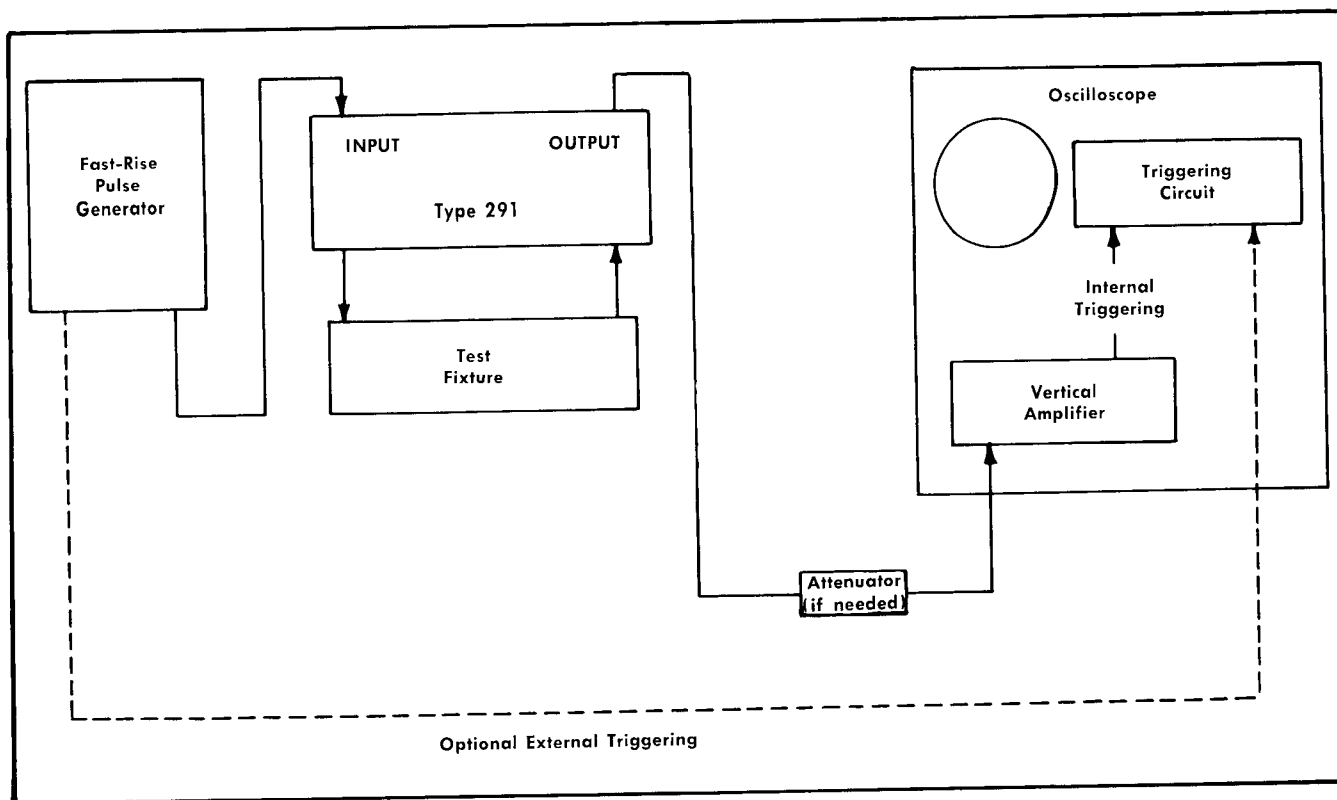 Fast-Rise
Pulse
Generator
INPUT
OUTPUT
Type 291
Test
Fixture
Oscilloscope
Triggering
Circuit
Internal
Triggering
Vertical
Amplifier
Attenuator
(if needed)
Optional External Triggering